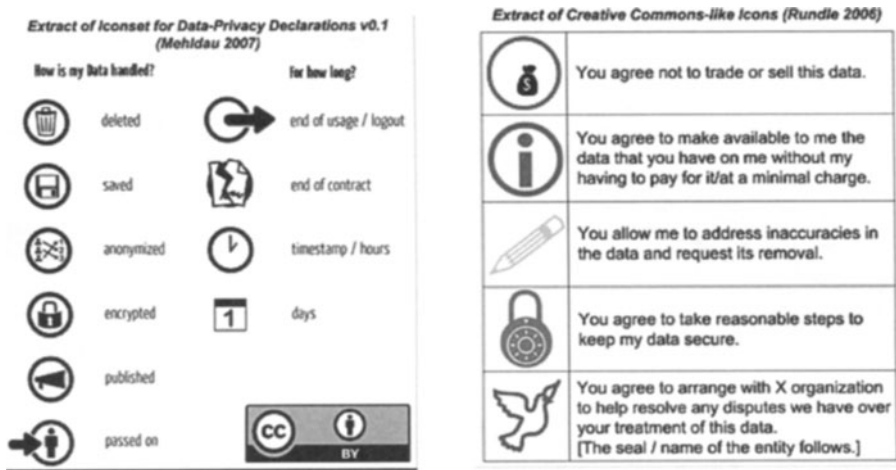 Extract of Iconset for Data-Privacy Declarations v0.1
(Mehldau 2007)
How is my Data handled?
For how long?
deleted
end of usage / logout
saved
end of contract
anonymized
timestamp / hours
encrypted
1
days
published
passed on
cc
BY
Extract of Creative Commons-like Icons (Rundle 2006)
$
You agree not to trade or sell this data.
i
You agree to make available to me the
data that you have on me without my
having to pay for it/at a minimal charge.
You allow me to address inaccuracies in
the data and request its removal.
You agree to take reasonable steps to
keep my data secure.
You agree to arrange with X organization
to help resolve any disputes we have over
your treatment of this data.
[The seal / name of the entity follows.]